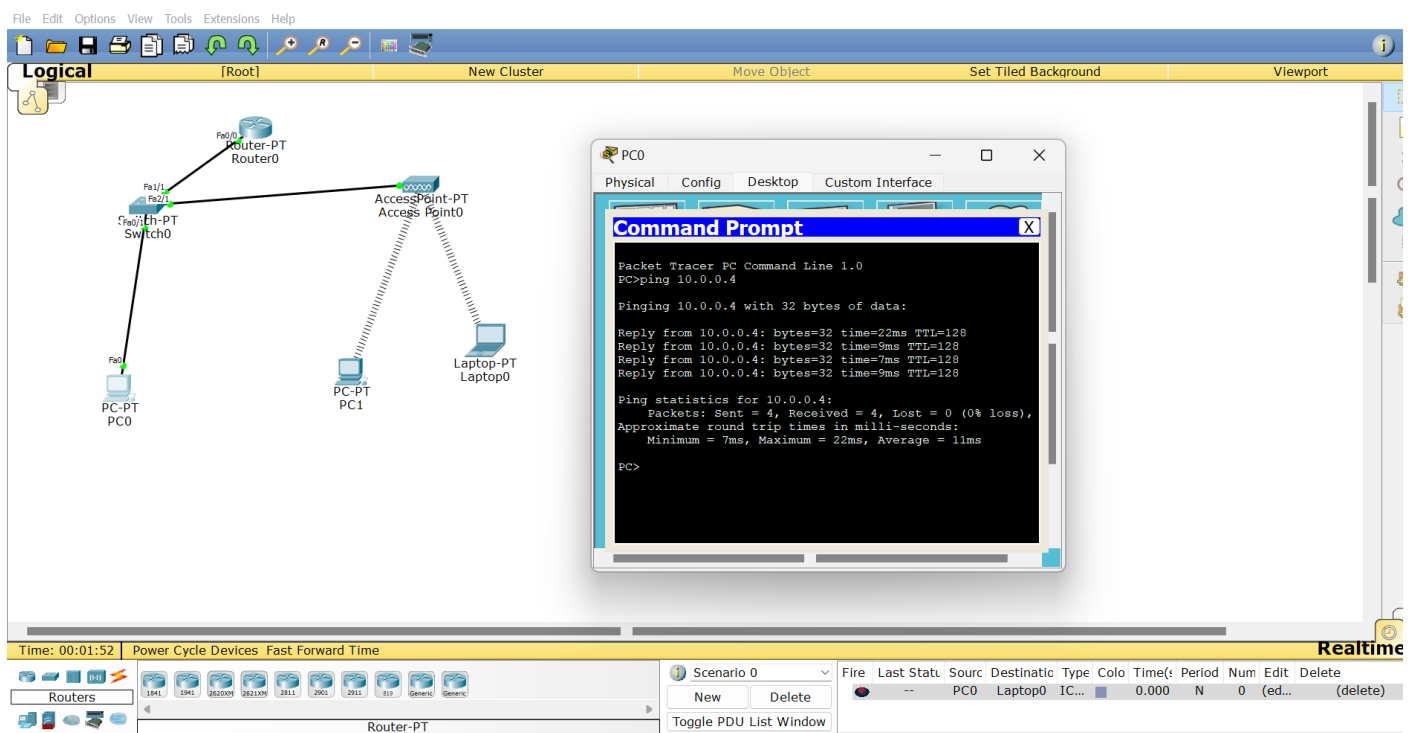 File Edit Options View Tools Extensions Help
Logical [Root] New Cluster Move Object Set Tiled Background Viewport
Fa0/0
Router-PT
Router0
Fa1/1
Fa2/1
Fa0/1
Switch0
AccessPoint-PT
Access Point0
Fa0
PC-PT
PC0
PC-PT
PC1
Laptop-PT
Laptop0
PC0
Physical Config Desktop Custom Interface
Command Prompt X
Packet Tracer PC Command Line 1.0
PC>ping 10.0.0.4
Pinging 10.0.0.4 with 32 bytes of data:
Reply from 10.0.0.4: bytes=32 time=22ms TTL=128
Reply from 10.0.0.4: bytes=32 time=9ms TTL=128
Reply from 10.0.0.4: bytes=32 time=7ms TTL=128
Reply from 10.0.0.4: bytes=32 time=9ms TTL=128
Ping statistics for 10.0.0.4:
Packets: Sent = 4, Received = 4, Lost = 0 (0% loss),
Approximate round trip times in milli-seconds:
Minimum = 7ms, Maximum = 22ms, Average = 11ms
PC>
Time: 00:01:52 Power Cycle Devices Fast Forward Time Realtime
Routers
1841 1941 2620XM 2621XM 2811 2901 2911 819 Generic Generic
Router-PT
Scenario 0
New Delete
Toggle PDU List Window
Fire Last Statu Sourc Destinatic Type Colo Time(s Period Num Edit Delete
-- PC0 Laptop0 IC... 0.000 N 0 (ed... (delete)